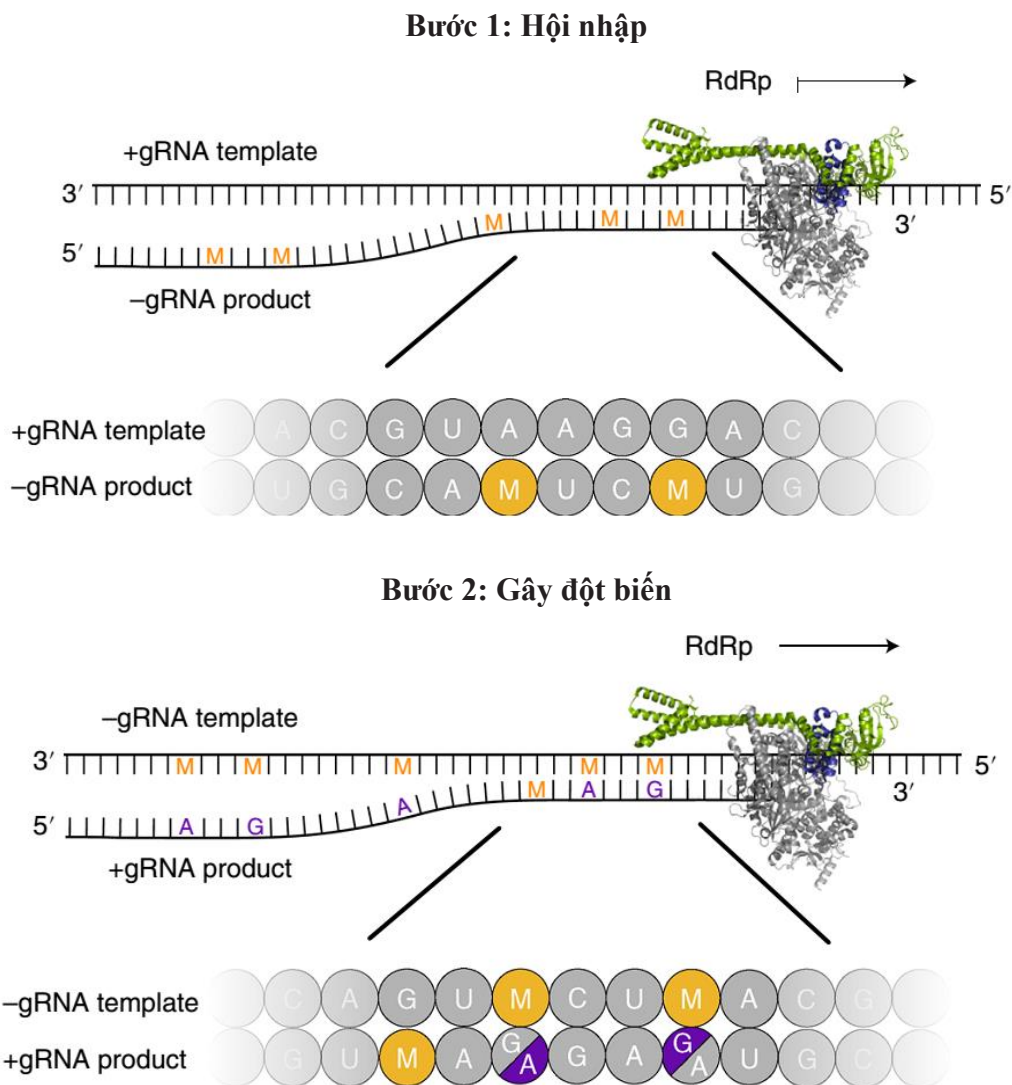 Bước 1: Hội nhập
RdRp
+gRNA template
3′ 5′
M M M 3′
5′ M M
−gRNA product
+gRNA template A C G U A A G G A C
−gRNA product U G C A M U C M U G
Bước 2: Gây đột biến
RdRp
−gRNA template
3′ M M M M M 5′
M A G 3′
5′ A G A
+gRNA product
−gRNA template C A G U M C U M A C G
+gRNA product G U M A G A G A G A U G C